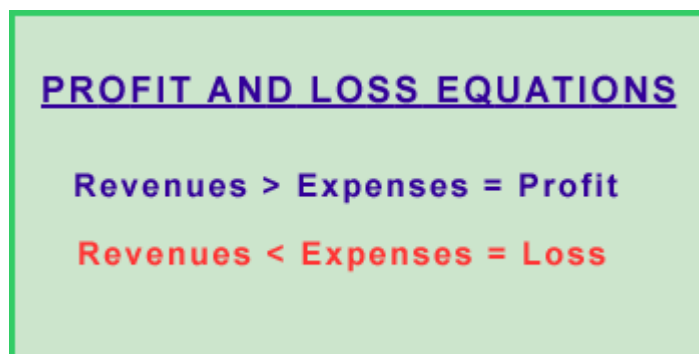 PROFIT AND LOSS EQUATIONS
Revenues > Expenses = Profit
Revenues < Expenses = Loss